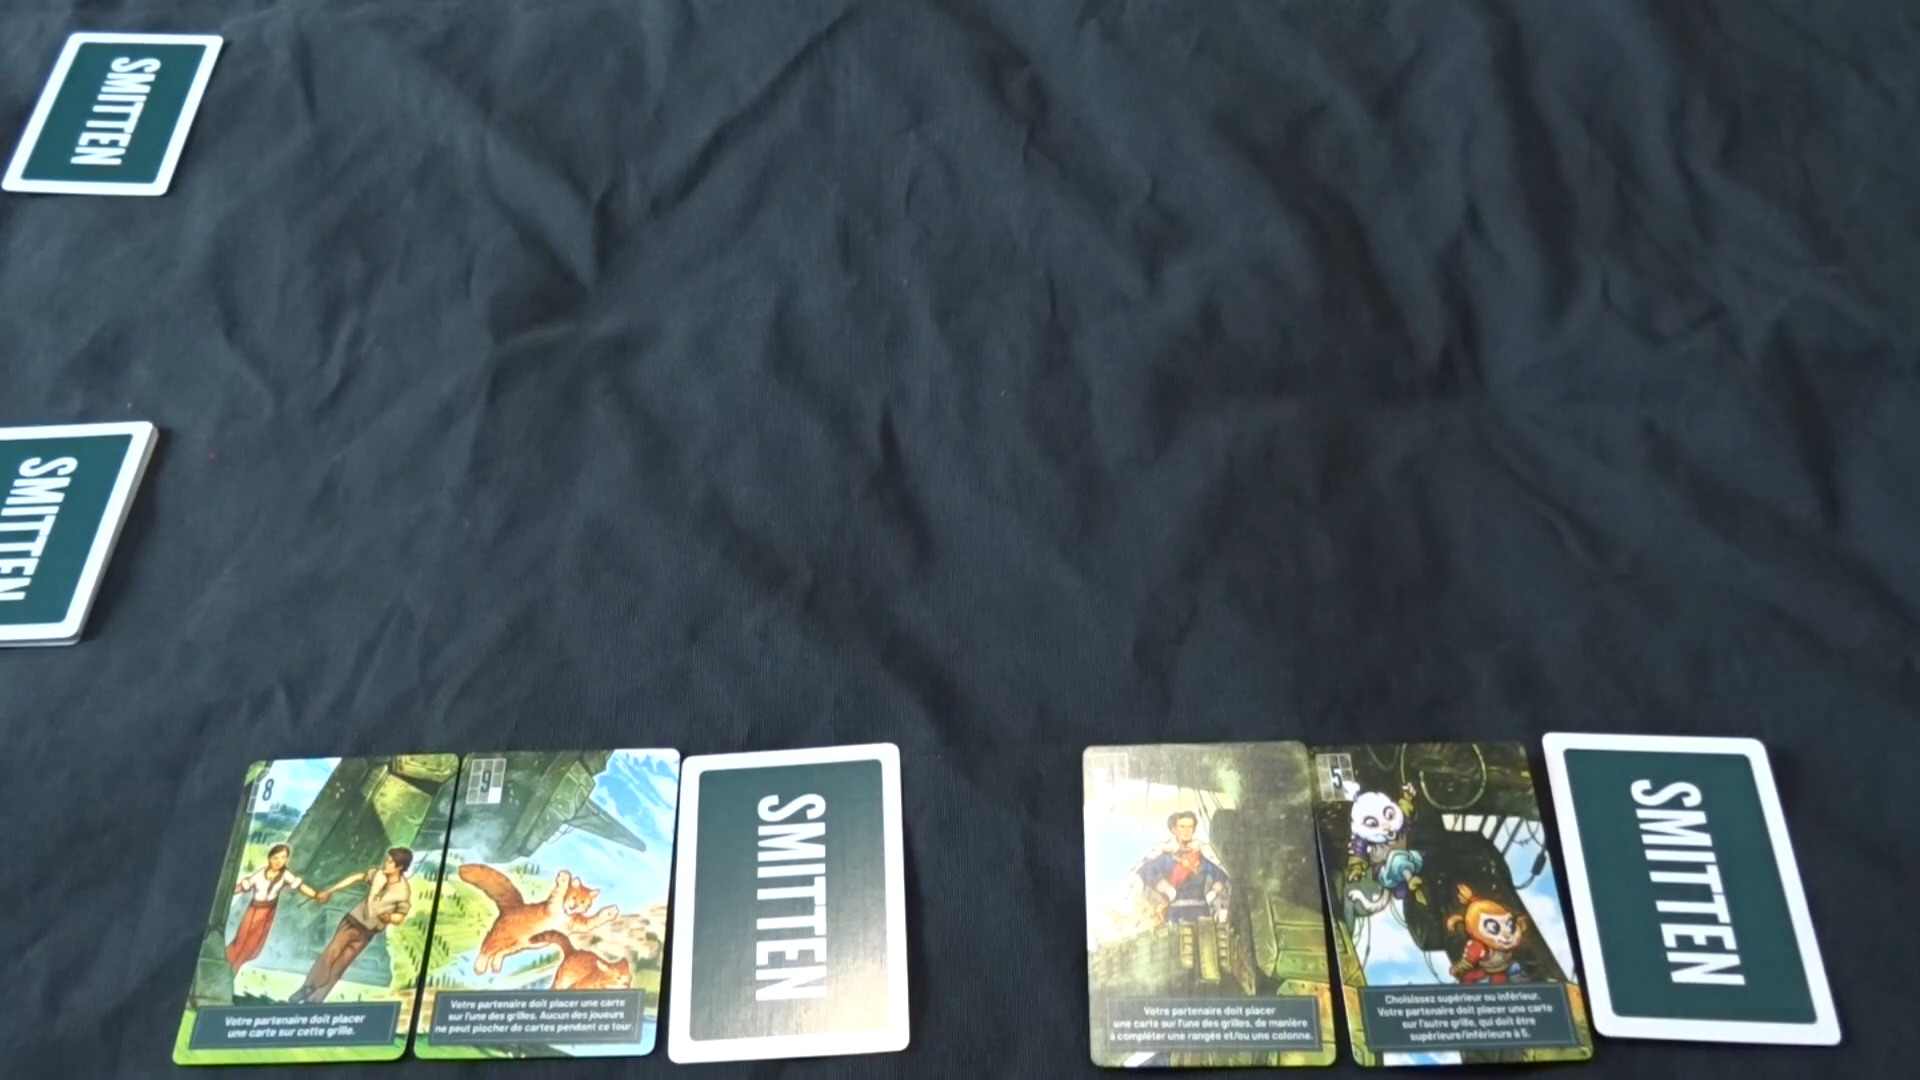 SMITTEN
SMITTEN
8
Votre partenaire doit placer
une carte sur cette grille.
9
Votre partenaire doit placer une carte
sur l'une des grilles. Aucun des joueurs
ne peut piocher de cartes pendant ce tour.
SMITTEN
Votre partenaire doit placer
une carte sur l'une des grilles, de manière
à compléter une rangée et/ou une colonne.
5
Choisissez supérieur ou inférieur.
Votre partenaire doit placer une carte
sur l'autre grille, qui doit être
supérieure/inférieure à 5.
SMITTEN